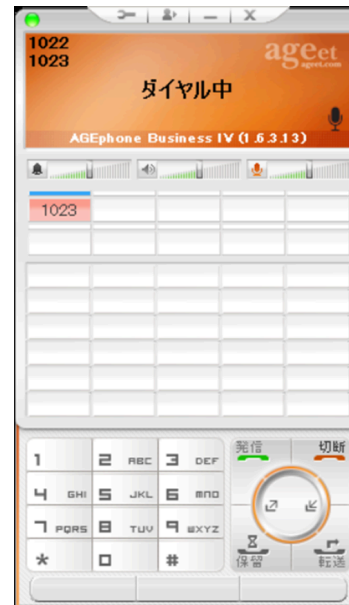 1022
1023
ageet
ageet.com
ダイヤル中
AGEphone Business IV (1.6.3.13)
1023
発信
切断
1
2 ABC
3 DEF
4 GHI
5 JKL
6 MNO
7 PQRS
8 TUV
9 WXYZ
*
0
#
保留
転送